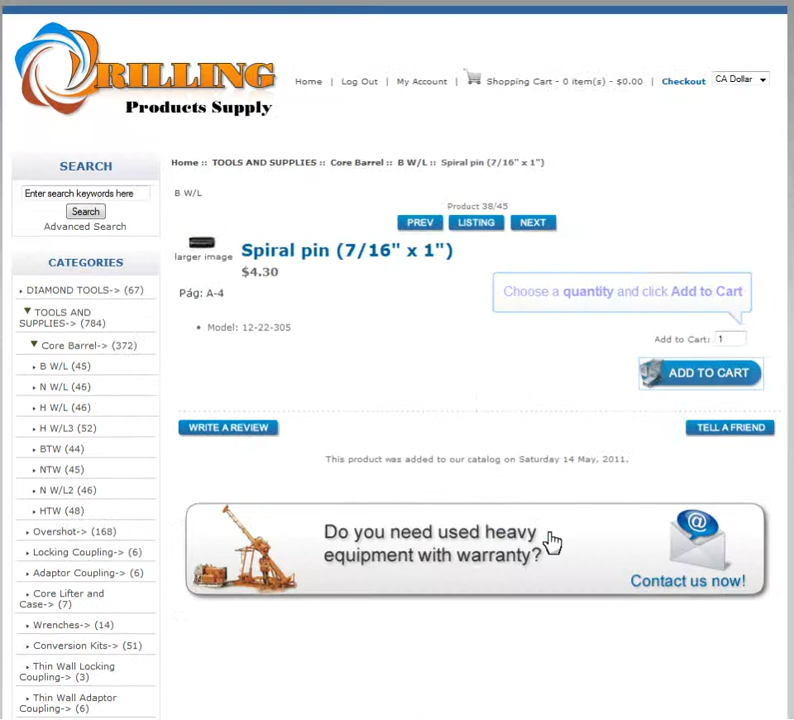 DRILLING
Products Supply
Home | Log Out | My Account | Shopping Cart - 0 item(s) - $0.00 | Checkout CA Dollar
SEARCH
Enter search keywords here
Search
Advanced Search
CATEGORIES
DIAMOND TOOLS-> (67)
TOOLS AND
SUPPLIES-> (784)
Core Barrel-> (372)
B W/L (45)
N W/L (46)
H W/L (46)
H W/L3 (52)
BTW (44)
NTW (45)
N W/L2 (46)
HTW (48)
Overshot-> (168)
Locking Coupling-> (6)
Adaptor Coupling-> (6)
Core Lifter and
Case-> (7)
Wrenches-> (14)
Conversion Kits-> (51)
Thin Wall Locking
Coupling-> (3)
Thin Wall Adaptor
Coupling-> (6)
Home :: TOOLS AND SUPPLIES :: Core Barrel :: B W/L :: Spiral pin (7/16" x 1")
B W/L
Product 38/45
PREV LISTING NEXT
larger image
Spiral pin (7/16" x 1")
$4.30
Pág: A-4
Model: 12-22-305
Choose a quantity and click Add to Cart
Add to Cart: 1
ADD TO CART
WRITE A REVIEW
TELL A FRIEND
This product was added to our catalog on Saturday 14 May, 2011.
Do you need used heavy
equipment with warranty?
@
Contact us now!